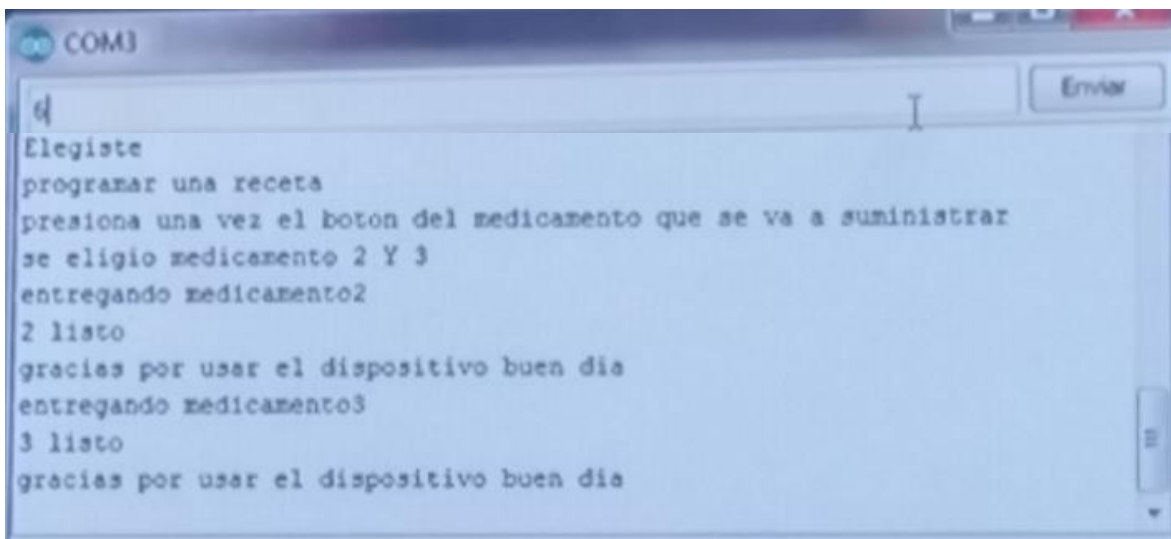 COM3
6
Enviar
Elegiste
programar una receta
presiona una vez el boton del medicamento que se va a suministrar
se eligio medicamento 2 Y 3
entregando medicamento2
2 listo
gracias por usar el dispositivo buen dia
entregando medicamento3
3 listo
gracias por usar el dispositivo buen dia